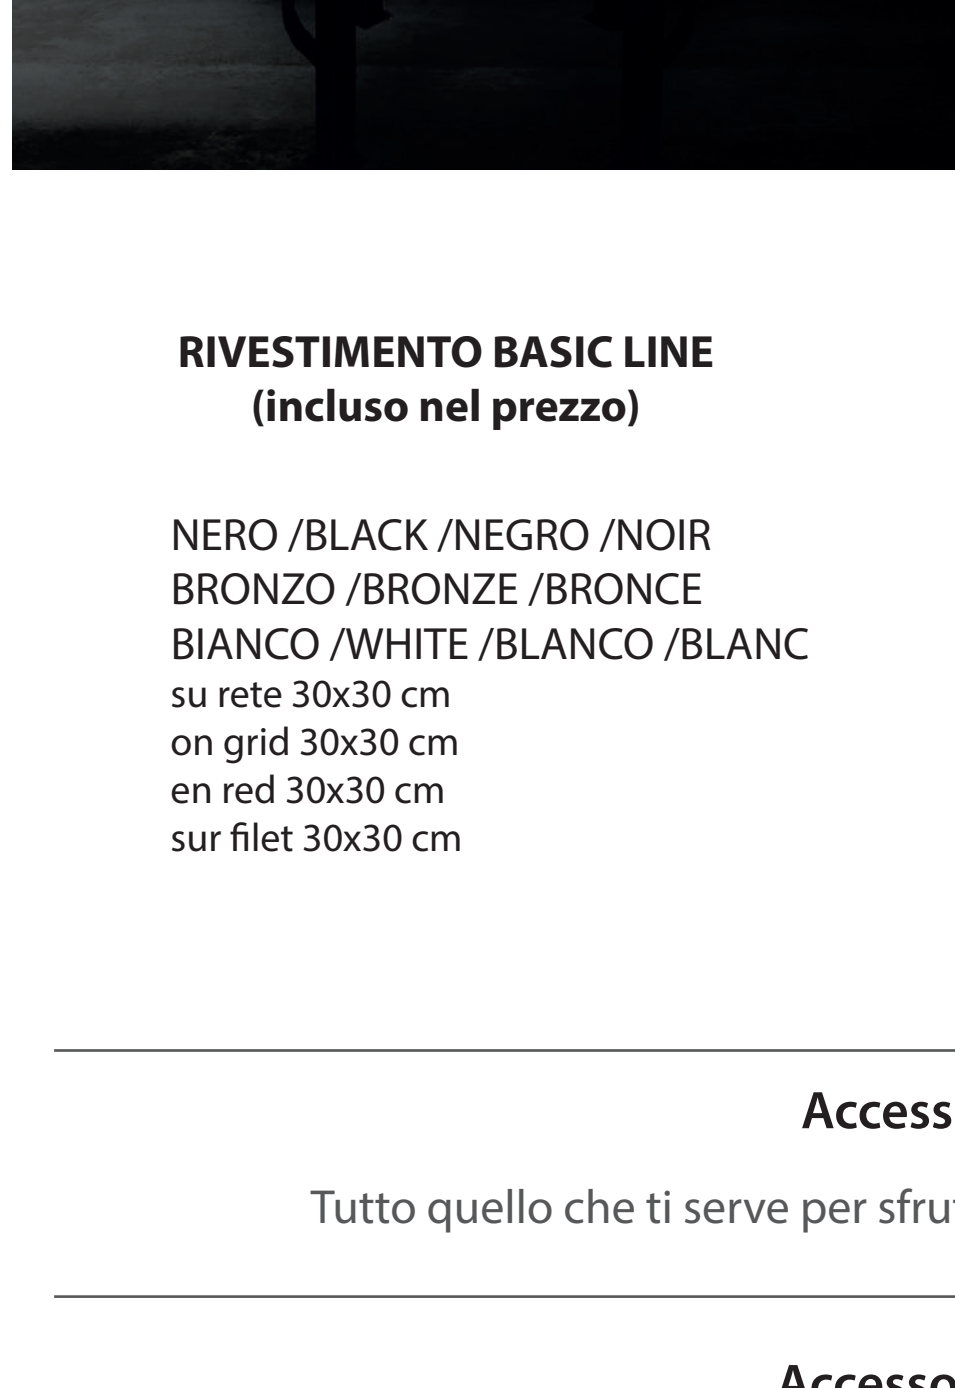 RIVESTIMENTO BASIC LINE
(incluso nel prezzo)
NERO /BLACK /NEGRO /NOIR
BRONZO /BRONZE /BRONCE
BIANCO /WHITE /BLANCO /BLANC
su rete 30x30 cm
on grid 30x30 cm
en red 30x30 cm
sur filet 30x30 cm
Access
Tutto quello che ti serve per sfru
Accesso